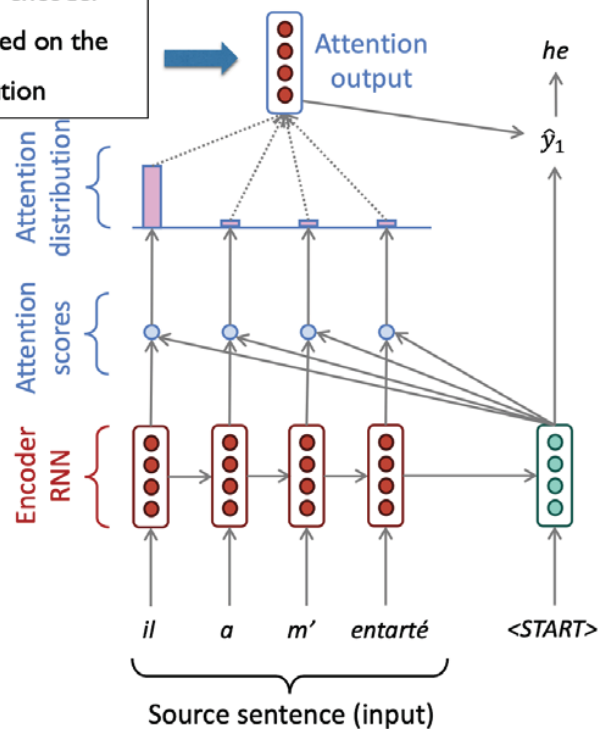 ed on the
tion
Attention
output
he
ŷ₁
Attention
distribution
Attention
scores
Encoder
RNN
il a m’ entarté <START>
Source sentence (input)